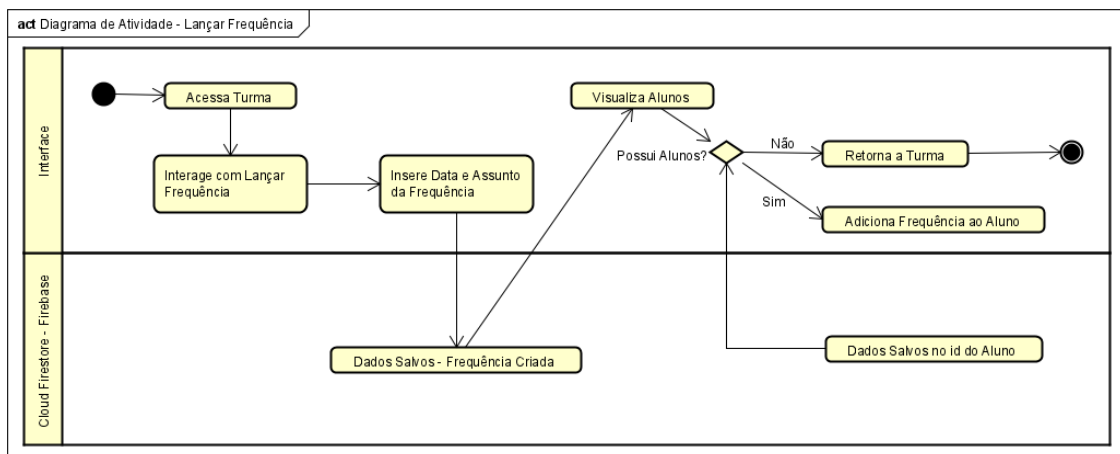 act Diagrama de Atividade - Lançar Frequência
Interface
Acessa Turma
Visualiza Alunos
Possui Alunos?
Não
Retorna a Turma
Interage com Lançar
Frequência
Insere Data e Assunto
da Frequência
Sim
Adiciona Frequência ao Aluno
Cloud Firestore - Firebase
Dados Salvos - Frequência Criada
Dados Salvos no id do Aluno